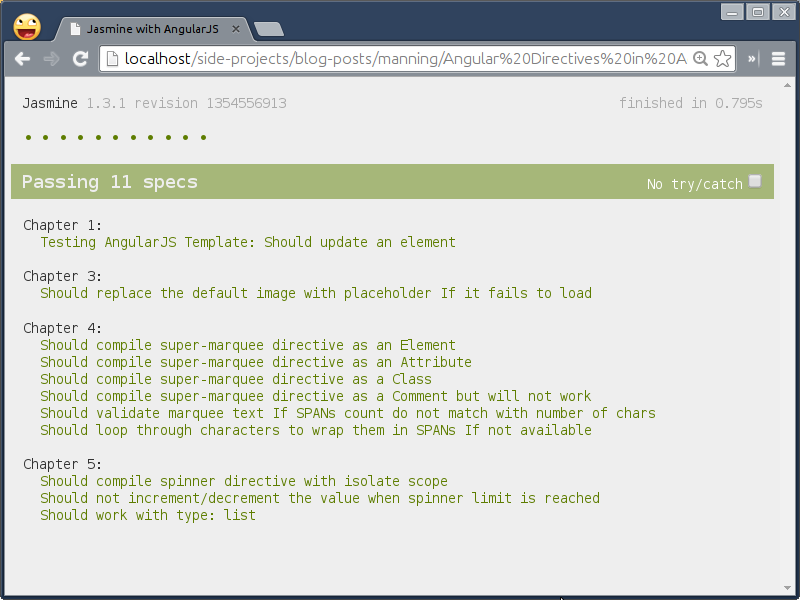 Jasmine with AngularJS
localhost/side-projects/blog-posts/manning/Angular%20Directives%20in%20A
Jasmine 1.3.1 revision 1354556913
finished in 0.795s
Passing 11 specs
No try/catch
Chapter 1:
Testing AngularJS Template: Should update an element
Chapter 3:
Should replace the default image with placeholder If it fails to load
Chapter 4:
Should compile super-marquee directive as an Element
Should compile super-marquee directive as an Attribute
Should compile super-marquee directive as a Class
Should compile super-marquee directive as a Comment but will not work
Should validate marquee text If SPANs count do not match with number of chars
Should loop through characters to wrap them in SPANs If not available
Chapter 5:
Should compile spinner directive with isolate scope
Should not increment/decrement the value when spinner limit is reached
Should work with type: list